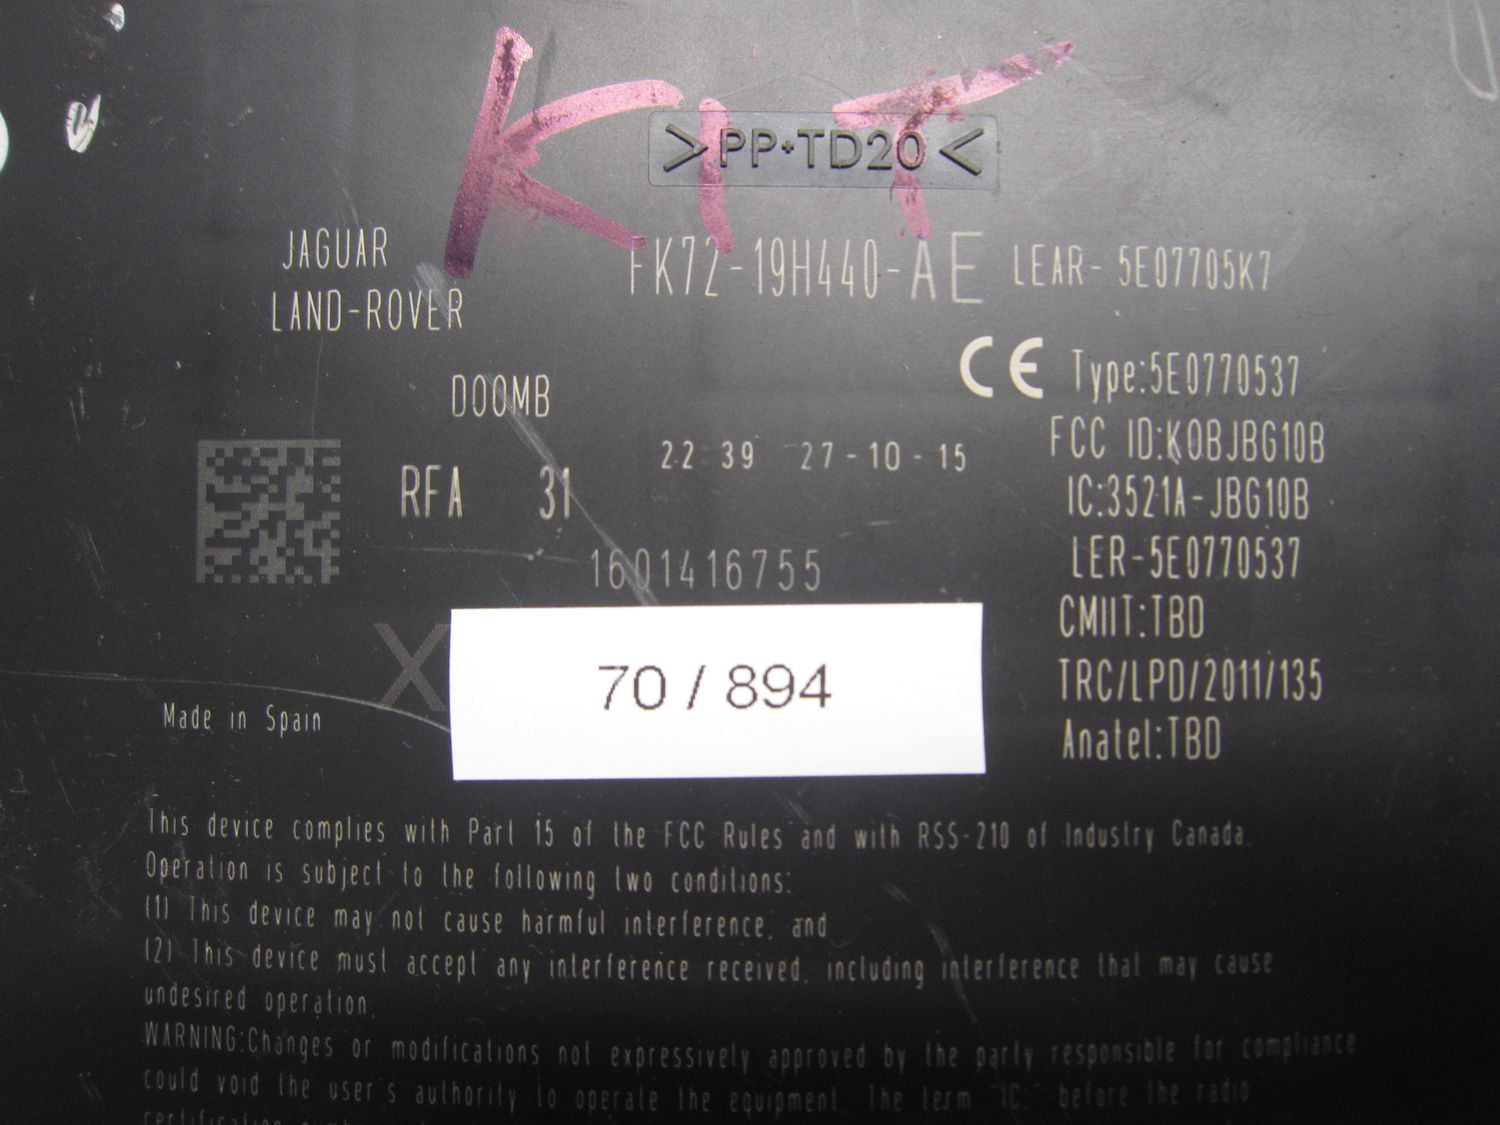 KIT
>PP+TD20<
JAGUAR
LAND-ROVER
FK72-19H440-AE LEAR- 5E07705K7
CE Type:5E0770537
D00MB
FCC ID:KOBJBG10B
22 39 27-10-15
RFA 31
IC:3521A-JBG10B
1601416755
LER-5E0770537
CMIIT:TBD
X
70 / 894
TRC/LPD/2011/135
Made in Spain
Anatel:TBD
This device complies with Part 15 of the FCC Rules and with RSS-210 of Industry Canada.
Operation is subject to the following two conditions:
(1) This device may not cause harmful interference, and
(2) This device must accept any interference received, including interference that may cause
undesired operation.
WARNING:Changes or modifications not expressively approved by the party responsible for compliance
could void the user's authority to operate the equipment. The term "IC:" before the radio
certification